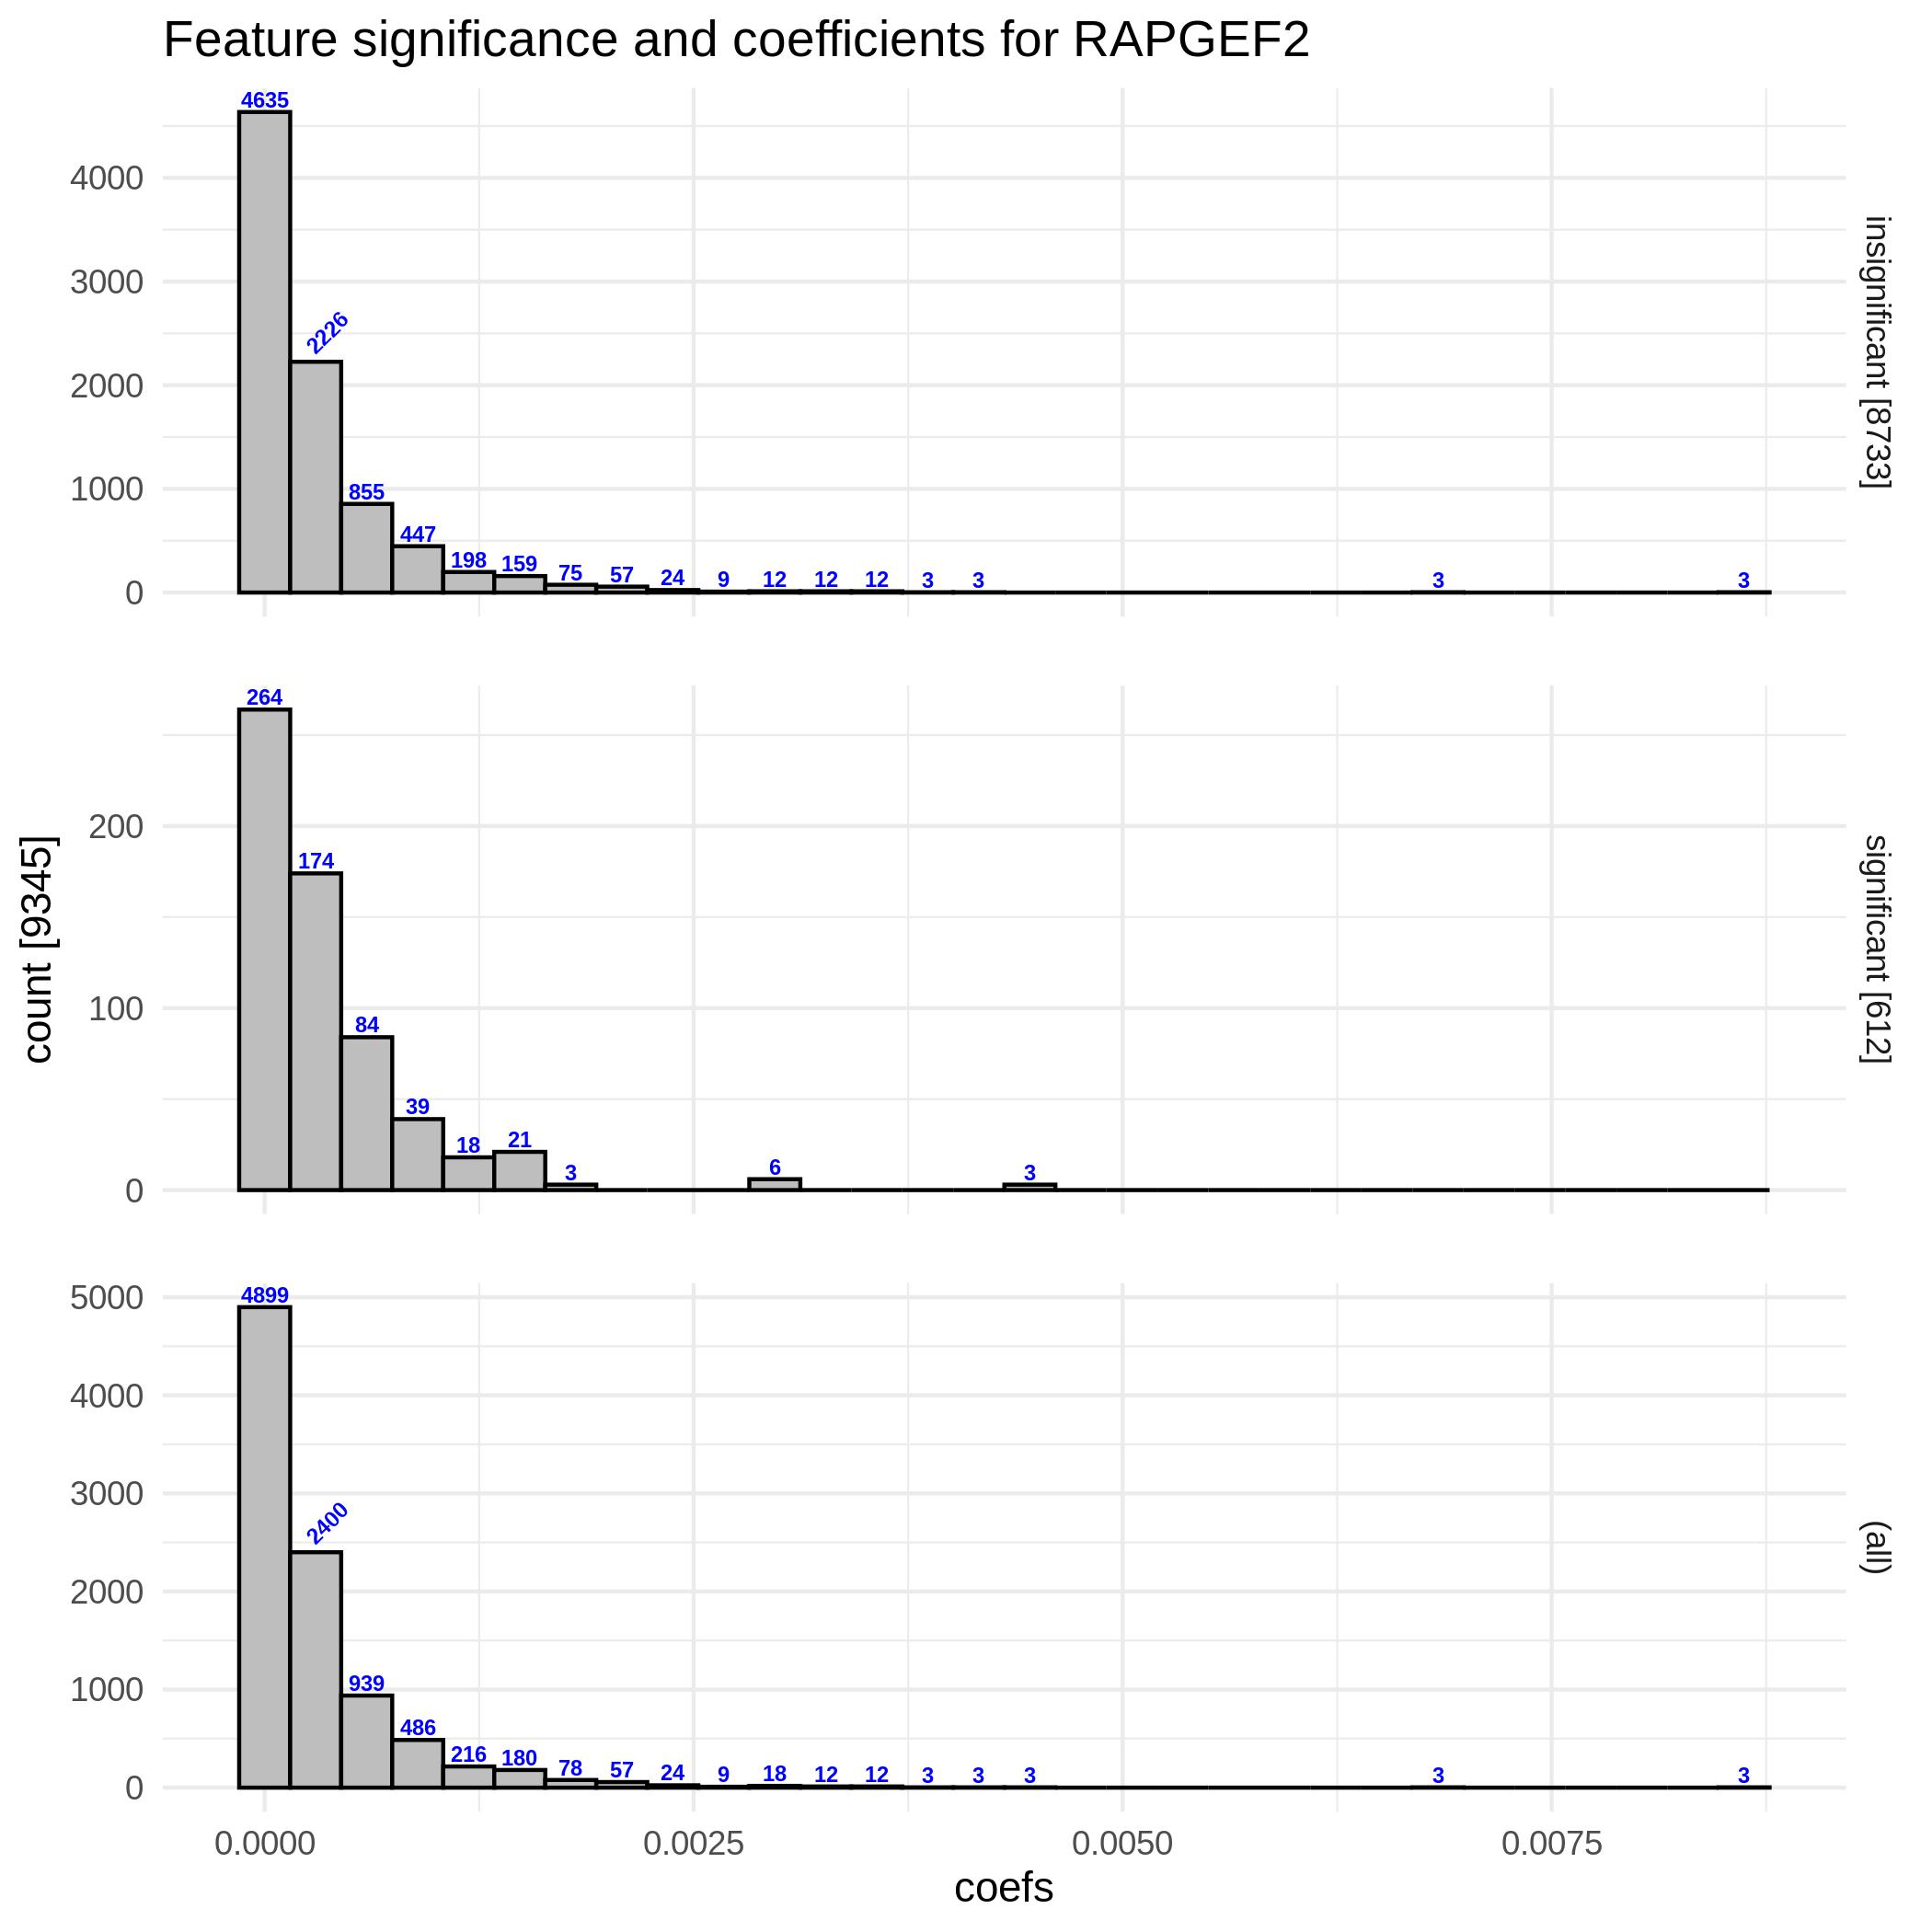 Feature significance and coefficients for RAPGEF2
4635
4000
3000
2226
2000
1000
855
447
198 159 75 57 24 9 12 12 12 3 3 3 3
0
insignificant [8733]
264
200
174
100
84
39
18 21 3 6 3
0
significant [612]
count [9345]
5000
4899
4000
3000
2400
2000
1000
939
486
216 180 78 57 24 9 18 12 12 3 3 3 3 3
0
(all)
0.0000 0.0025 0.0050 0.0075
coefs